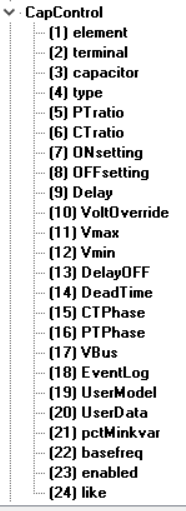 CapControl
(1) element
(2) terminal
(3) capacitor
(4) type
(5) PTratio
(6) CTratio
(7) ONsetting
(8) OFFsetting
(9) Delay
(10) VoltOverride
(11) Vmax
(12) Vmin
(13) DelayOFF
(14) DeadTime
(15) CTPhase
(16) PTPhase
(17) VBus
(18) EventLog
(19) UserModel
(20) UserData
(21) pctMinkvar
(22) basefreq
(23) enabled
(24) like